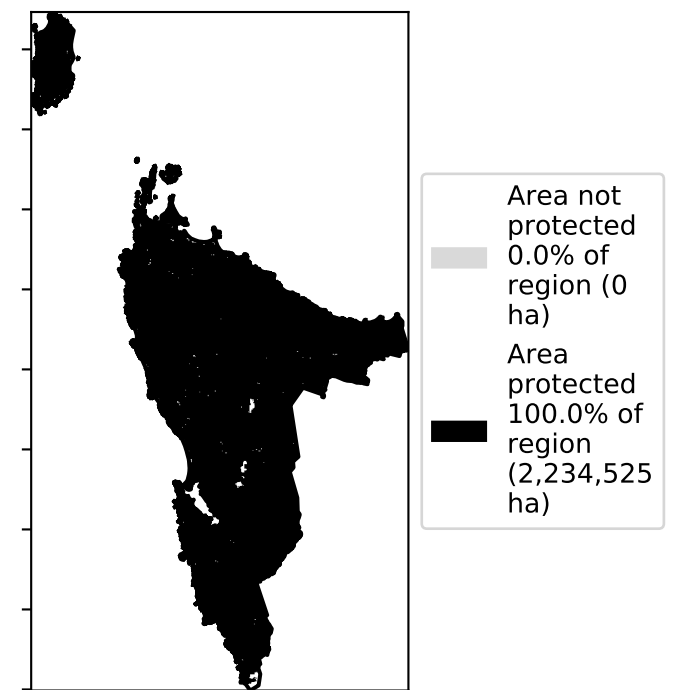 Area not
protected
0.0% of
region (0
ha)
Area
protected
100.0% of
region
(2,234,525
ha)